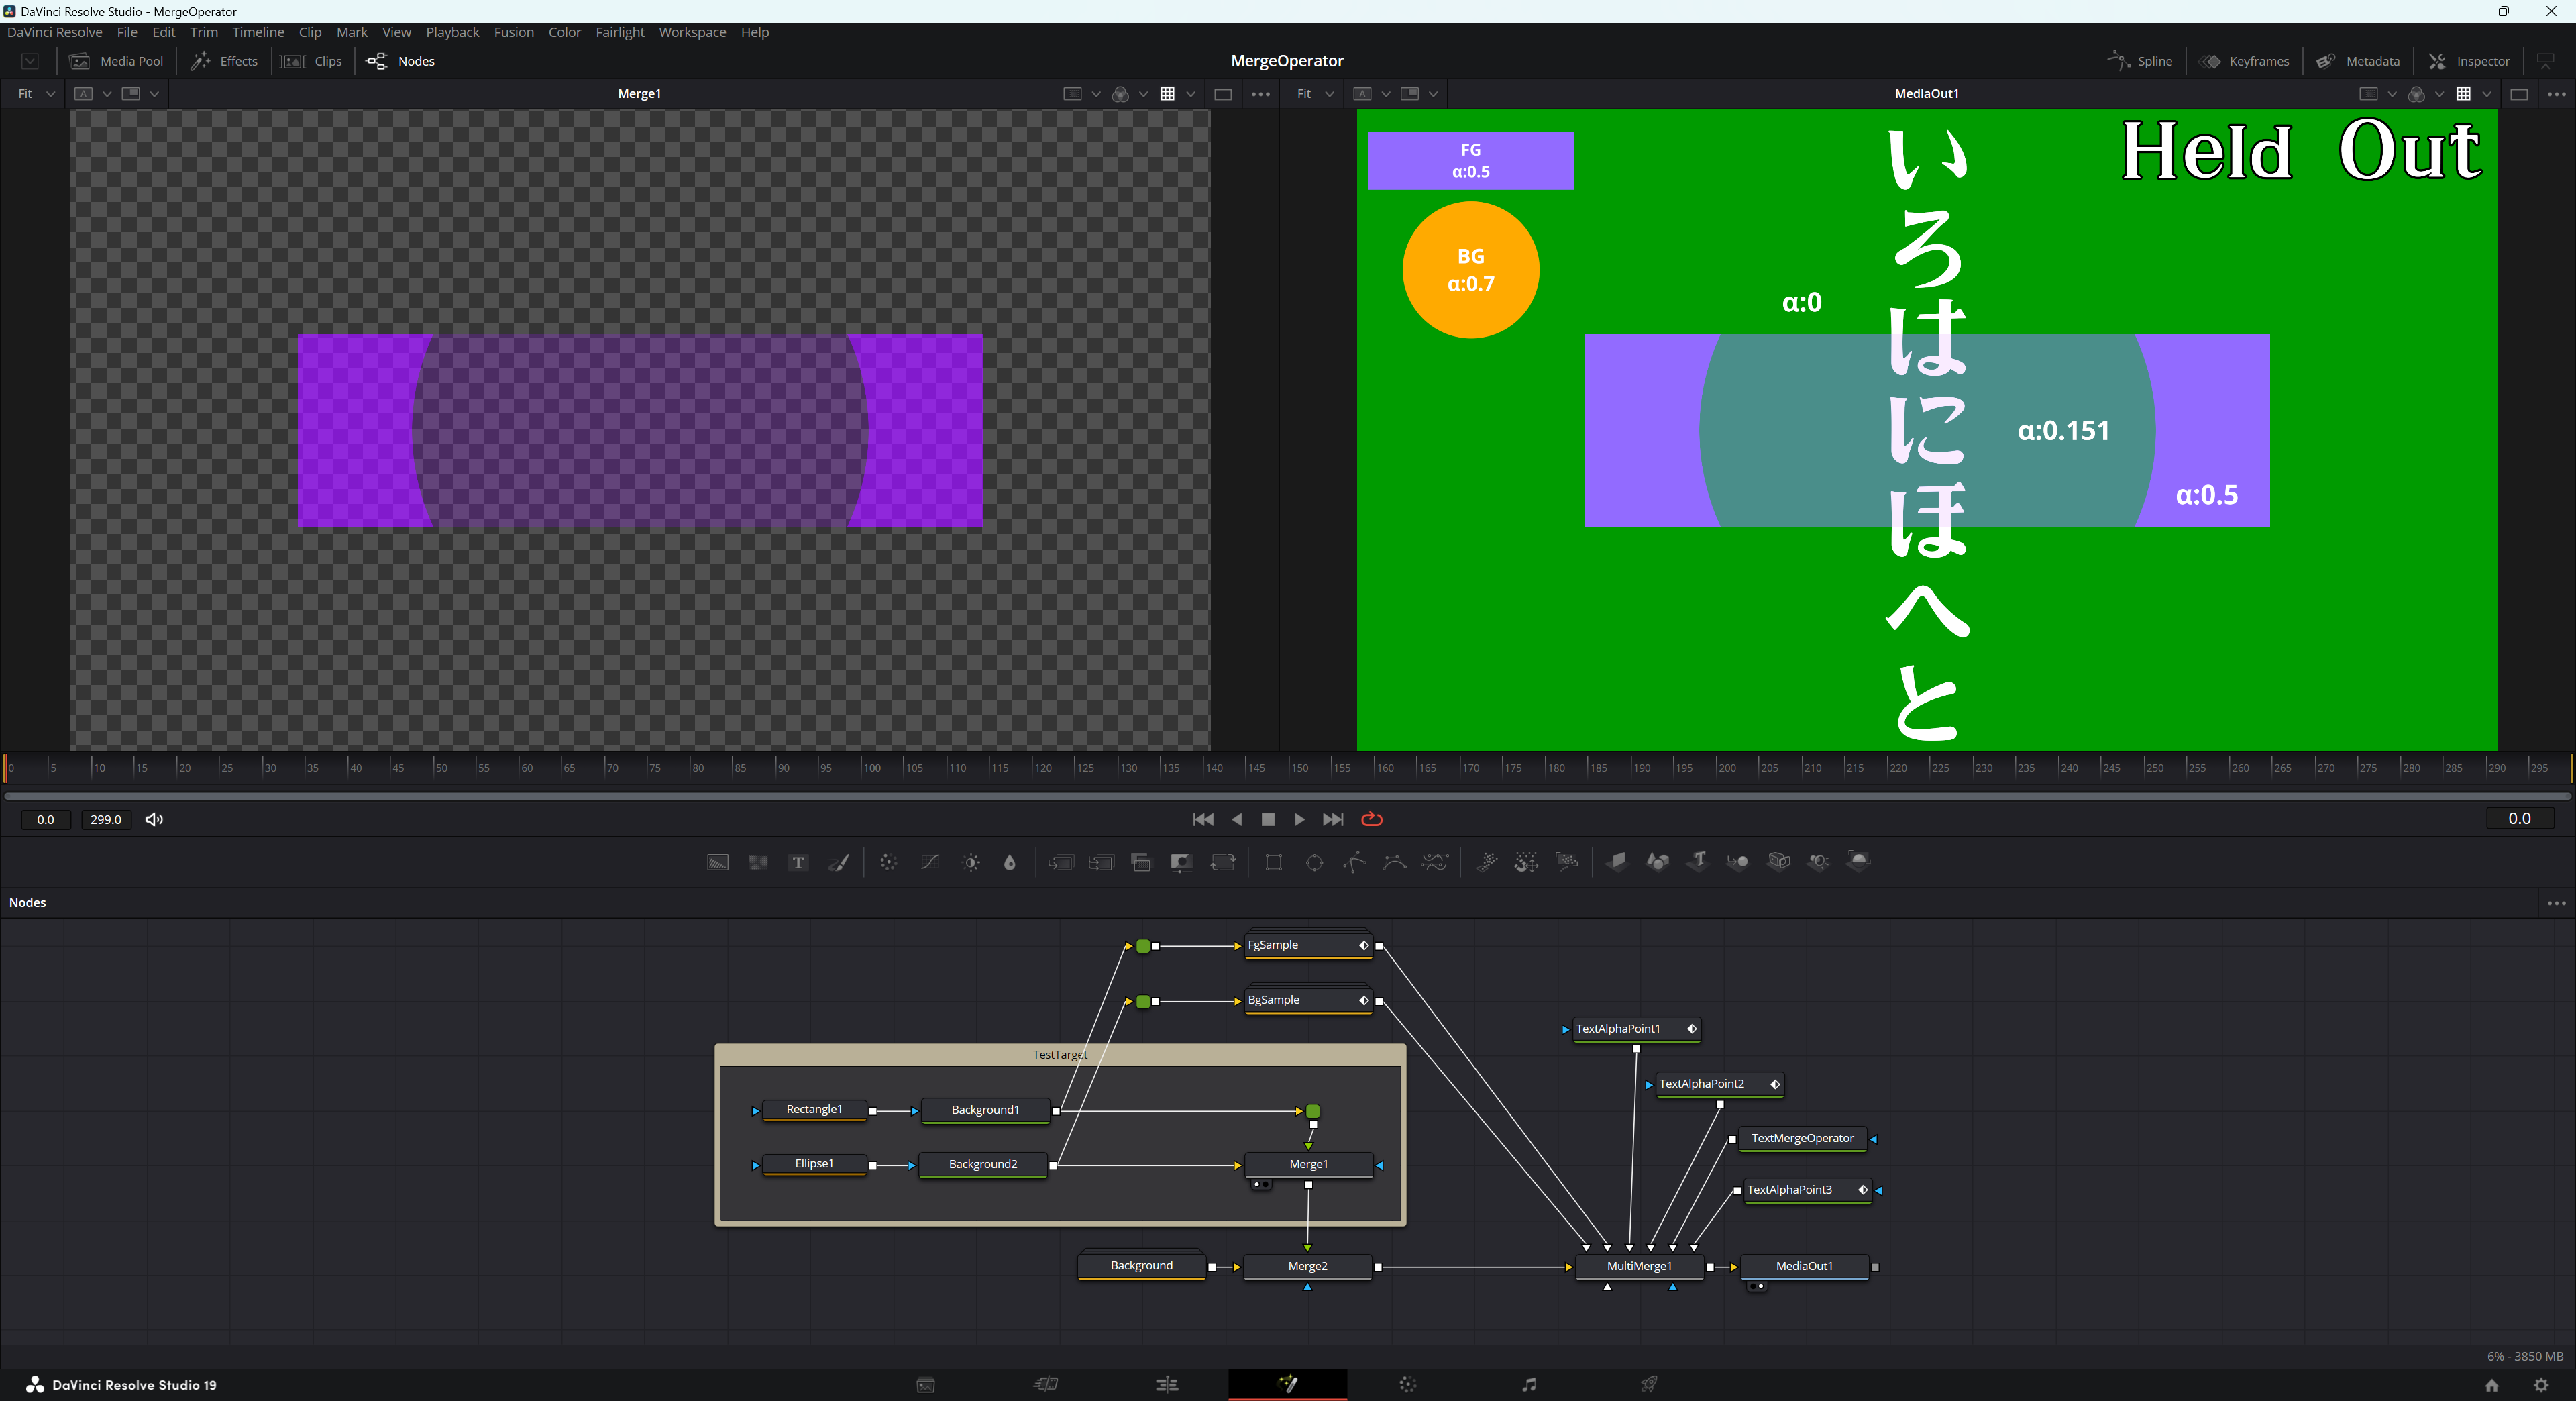 DaVinci Resolve Studio - MergeOperator
DaVinci Resolve File Edit Trim Timeline Clip Mark View Playback Fusion Color Fairlight Workspace Help
Media Pool Effects Clips Nodes MergeOperator Spline Keyframes Metadata Inspector
Fit A Merge1 Fit A MediaOut1
FG
α:0.5
BG
α:0.7
α:0
いろはにほへと
Held Out
α:0.151
α:0.5
0 5 10 15 20 25 30 35 40 45 50 55 60 65 70 75 80 85 90 95 100 105 110 115 120 125 130 135 140 145 150 155 160 165 170 175 180 185 190 195 200 205 210 215 220 225 230 235 240 245 250 255 260 265 270 275 280 285 290 295
0.0 299.0 0.0
T T
Nodes
FgSample
BgSample
TextAlphaPoint1
TestTarget
TextAlphaPoint2
Rectangle1 Background1
TextMergeOperator
Ellipse1 Background2 Merge1
TextAlphaPoint3
Background Merge2 MultiMerge1 MediaOut1
6% - 3850 MB
DaVinci Resolve Studio 19